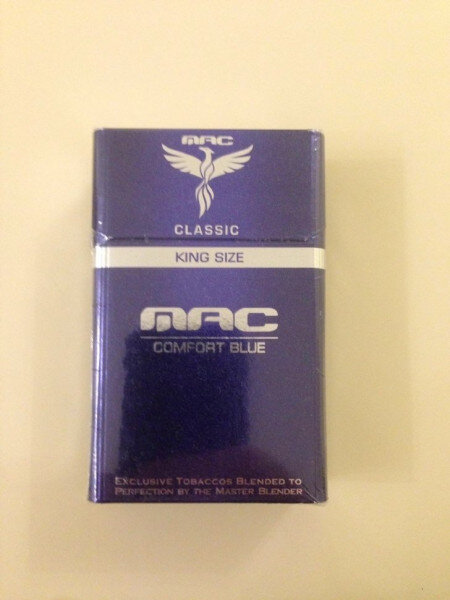 MAC
CLASSIC
KING SIZE
MAC
COMFORT BLUE
EXCLUSIVE TOBACCOS BLENDED TO
PERFECTION BY THE MASTER BLENDER